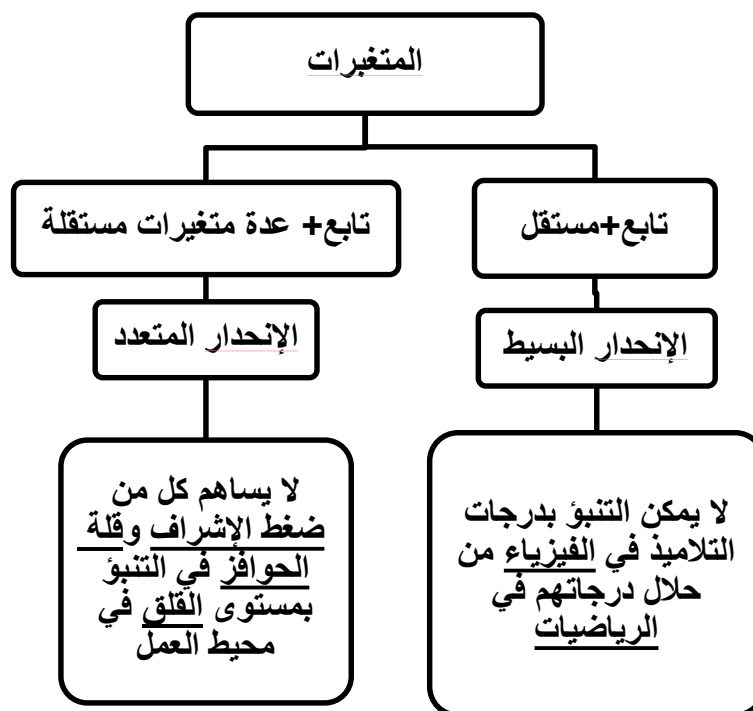 المتغبرات
تابع+مستقل
الإنحدار البسيط
لا يمكن التنبؤ بدرجات
التلاميذ في الفيزياء من
حلال درجاتهم في
الرياضيات
تابع+ عدة متغيرات مستقلة
الإنحدار المتعدد
لا يساهم كل من
ضغط الإشراف وقلة
الحوافز في التنبؤ
بمستوى القلق في
محيط العمل